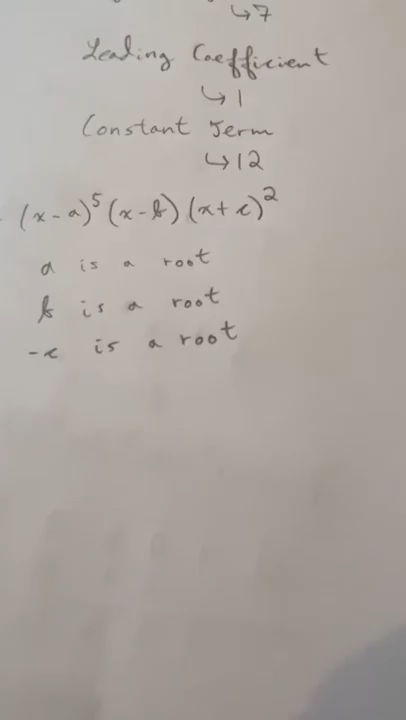 ↳7
Leading Coefficient
↳1
Constant Term
↳12
(x-a)⁵(x-b)(x+c)²
a is a root
b is a root
-c is a root